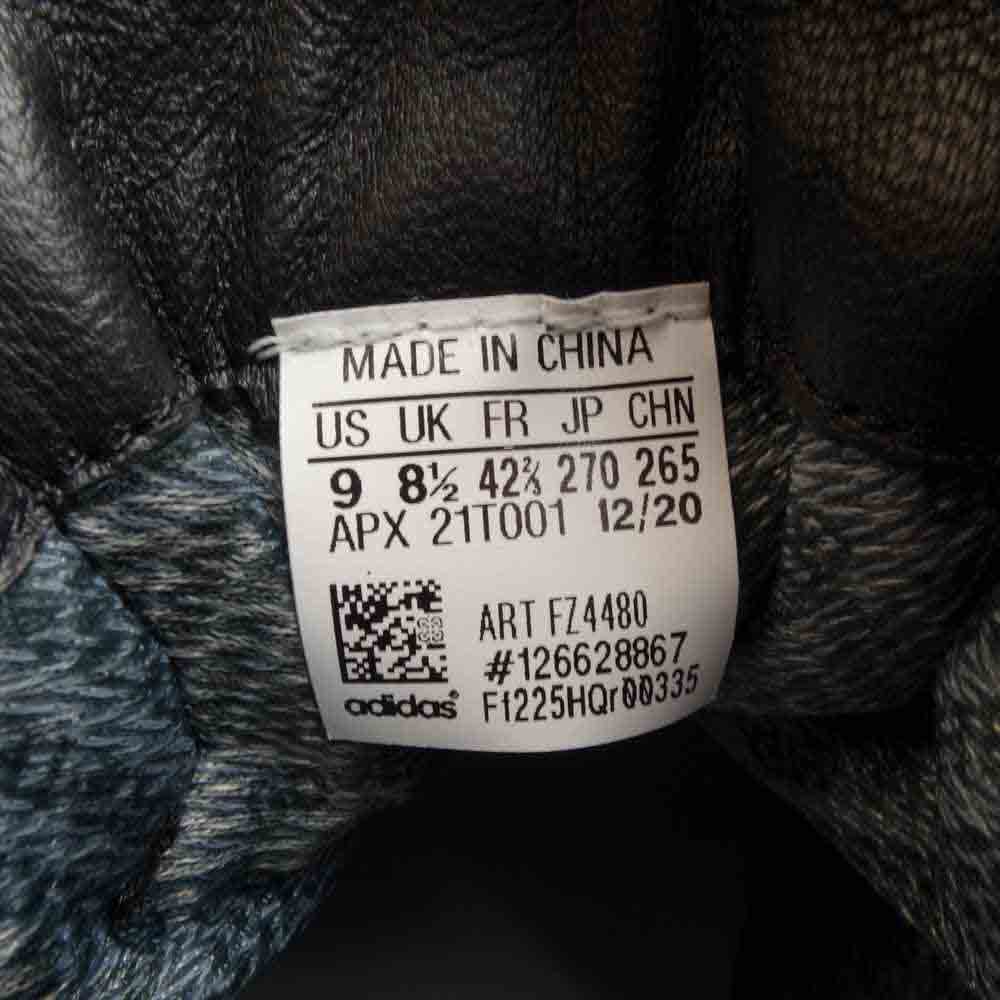 MADE IN CHINA
US UK FR JP CHN
9 8½ 42⅔ 270 265
APX 21T001 12/20
ART FZ4480
#126628867
adidas® F1225HQr00335